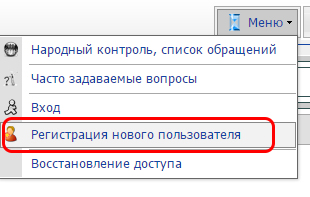 Меню
Народный контроль, список обращений
Часто задаваемые вопросы
Вход
Регистрация нового пользователя
Восстановление доступа